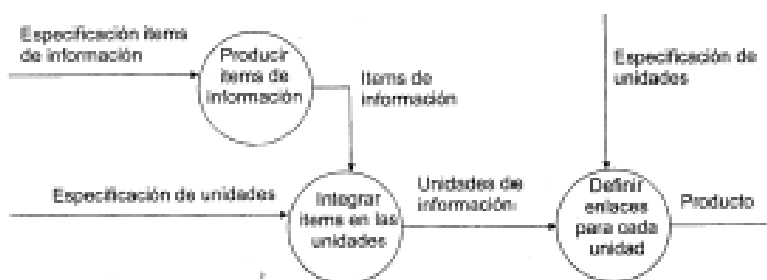 Especificación ítems
de información
Producir
ítems de
información
Items de
información
Especificación de
unidades
Especificación de unidades
Integrar
ítems en las
unidades
Unidades de
información
Definir
enlaces
para cada
unidad
Producto